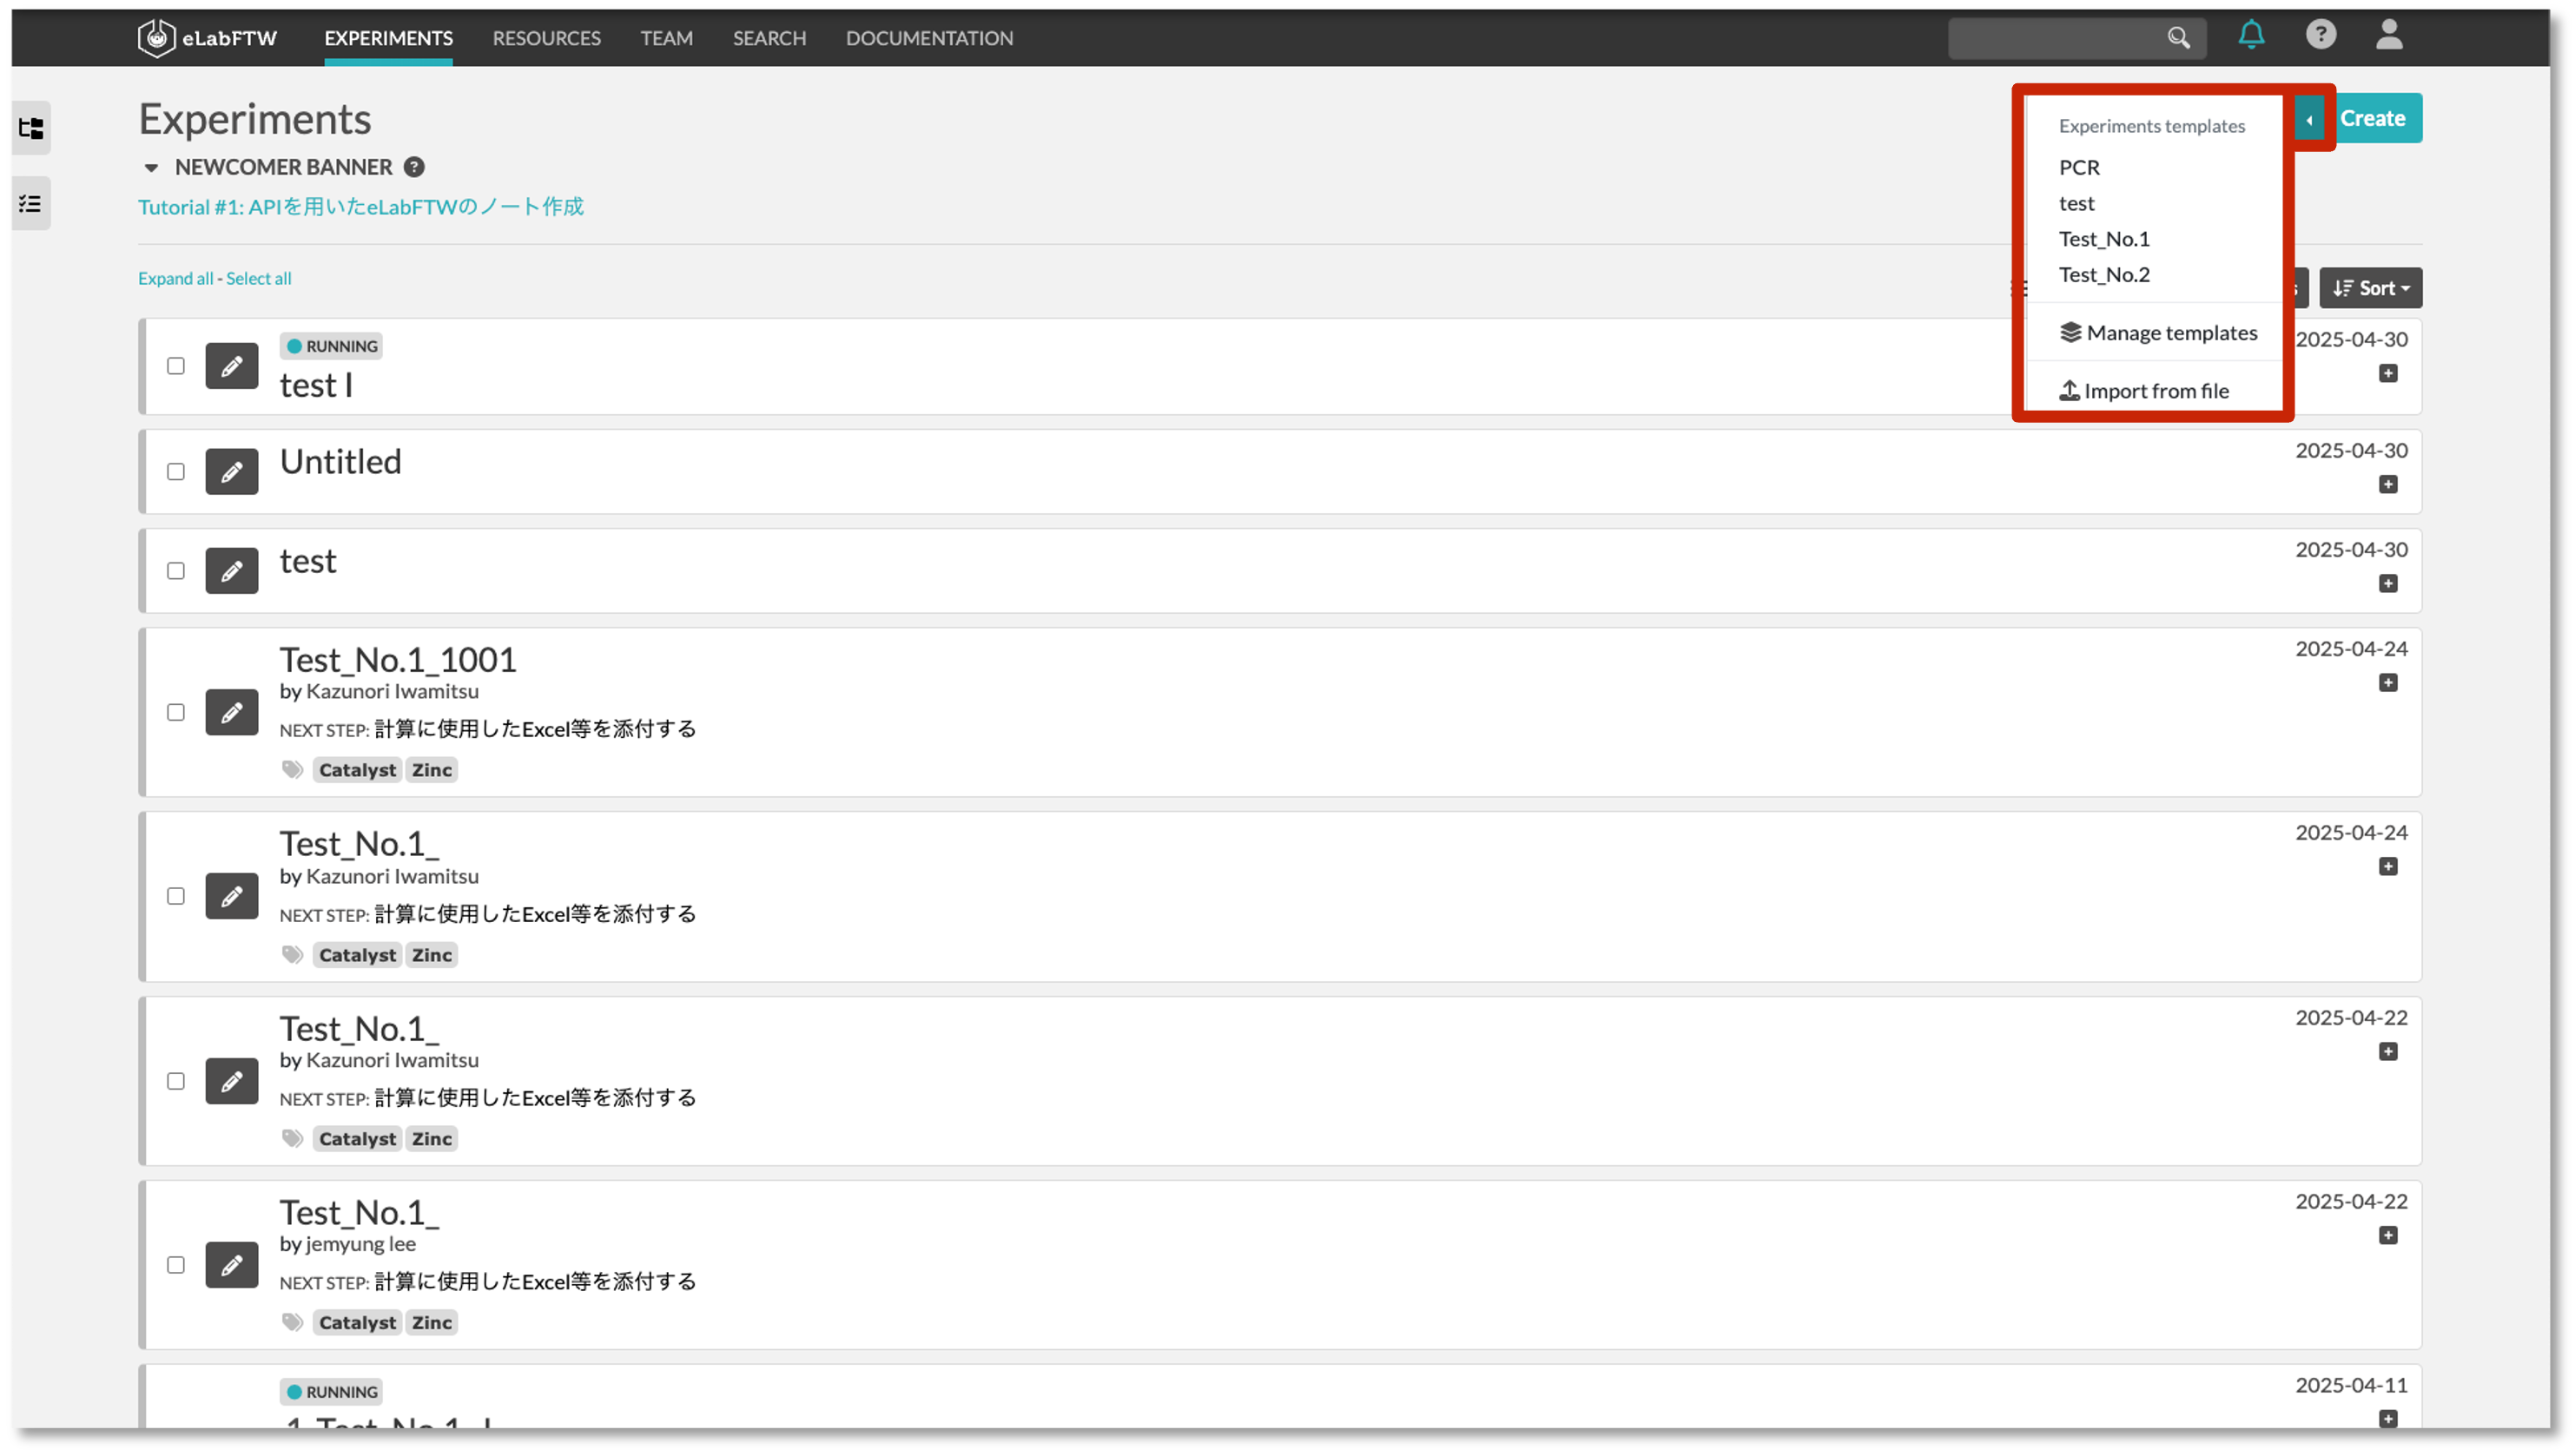 eLabFTW EXPERIMENTS RESOURCES TEAM SEARCH DOCUMENTATION
Experiments
Create
NEWCOMER BANNER
Tutorial #1: APIを用いたeLabFTWのノート作成
Experiments templates
PCR
test
Test_No.1
Test_No.2
Manage templates
Import from file
Expand all - Select all
Sort
RUNNING
test I
2025-04-30
Untitled
2025-04-30
test
2025-04-30
Test_No.1_1001
2025-04-24
by Kazunori Iwamitsu
NEXT STEP: 計算に使用したExcel等を添付する
Catalyst Zinc
Test_No.1_
2025-04-24
by Kazunori Iwamitsu
NEXT STEP: 計算に使用したExcel等を添付する
Catalyst Zinc
Test_No.1_
2025-04-22
by Kazunori Iwamitsu
NEXT STEP: 計算に使用したExcel等を添付する
Catalyst Zinc
Test_No.1_
2025-04-22
by jemyung lee
NEXT STEP: 計算に使用したExcel等を添付する
Catalyst Zinc
RUNNING
2025-04-11